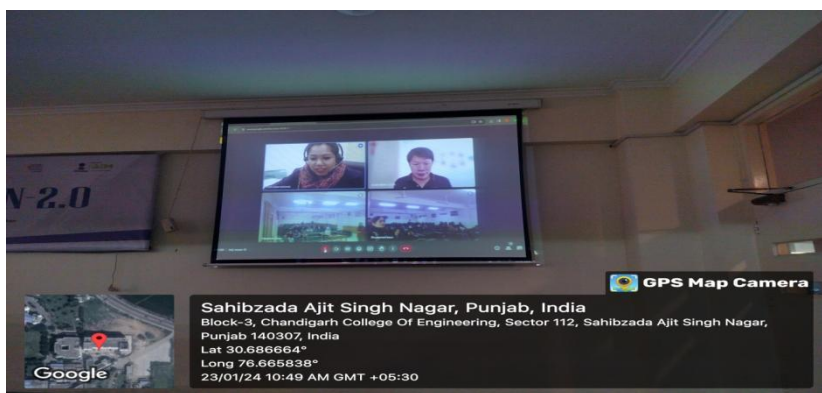 N-2.0
GPS Map Camera
Sahibzada Ajit Singh Nagar, Punjab, India
Block-3, Chandigarh College Of Engineering, Sector 112, Sahibzada Ajit Singh Nagar,
Punjab 140307, India
Lat 30.686664°
Long 76.665838°
23/01/24 10:49 AM GMT +05:30
Google